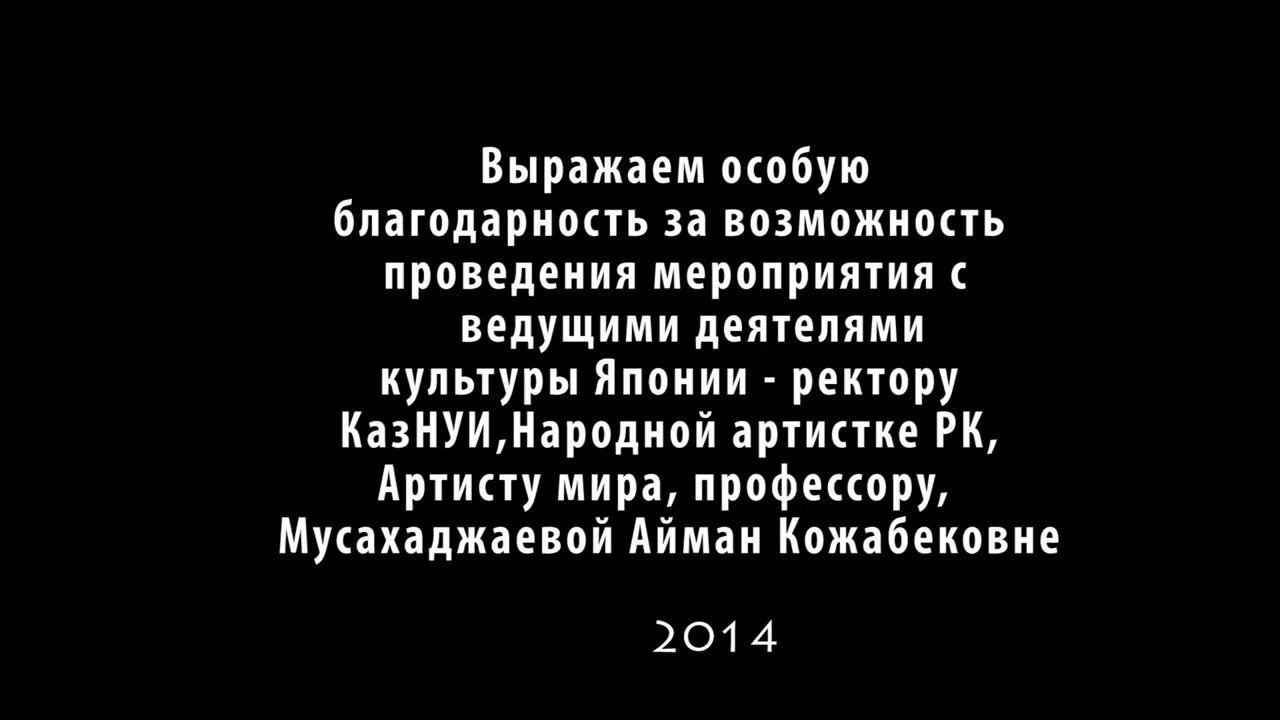 Выражаем особую
благодарность за возможность
проведения мероприятия с
ведущими деятелями
культуры Японии - ректору
КазНУИ,Народной артистке РК,
Артисту мира, профессору,
Мусахаджаевой Айман Кожабековне
2014